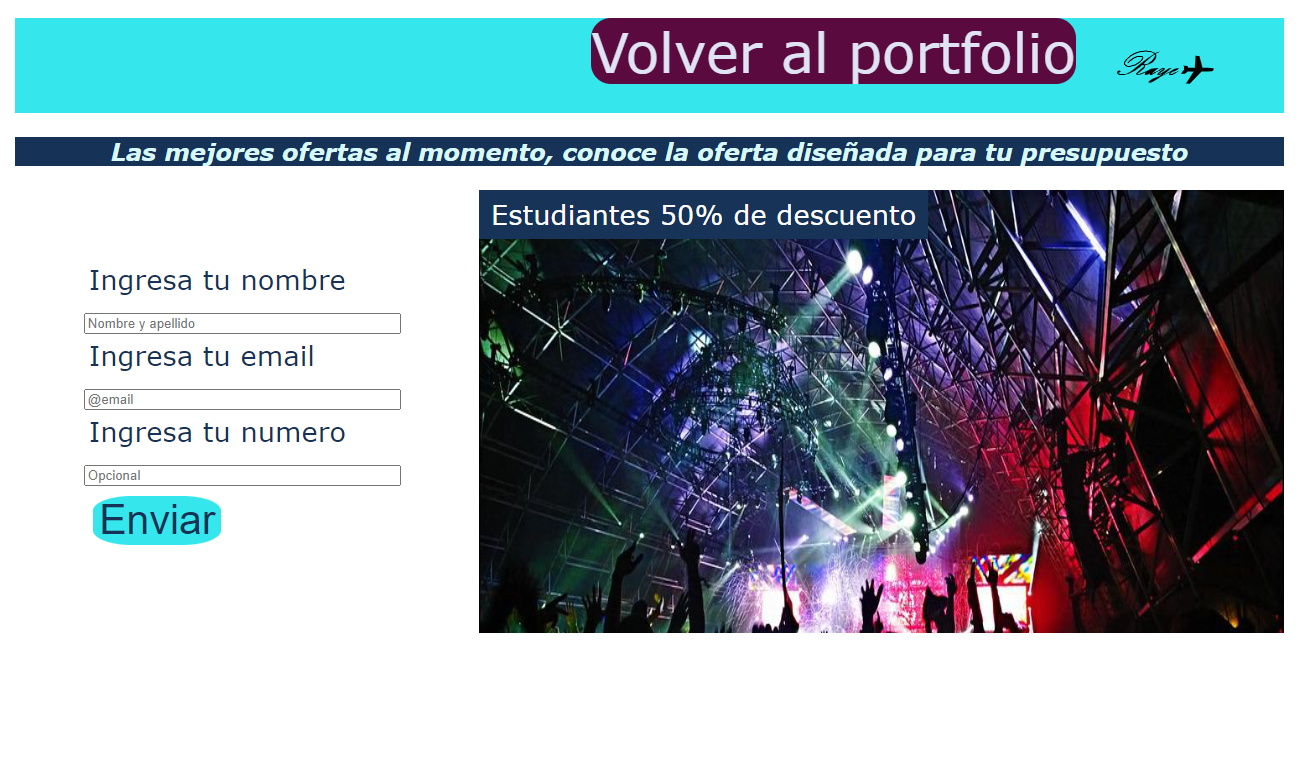 Volver al portfolio
Raye
Las mejores ofertas al momento, conoce la oferta diseñada para tu presupuesto
Estudiantes 50% de descuento
Ingresa tu nombre
Nombre y apellido
Ingresa tu email
@email
Ingresa tu numero
Opcional
Enviar